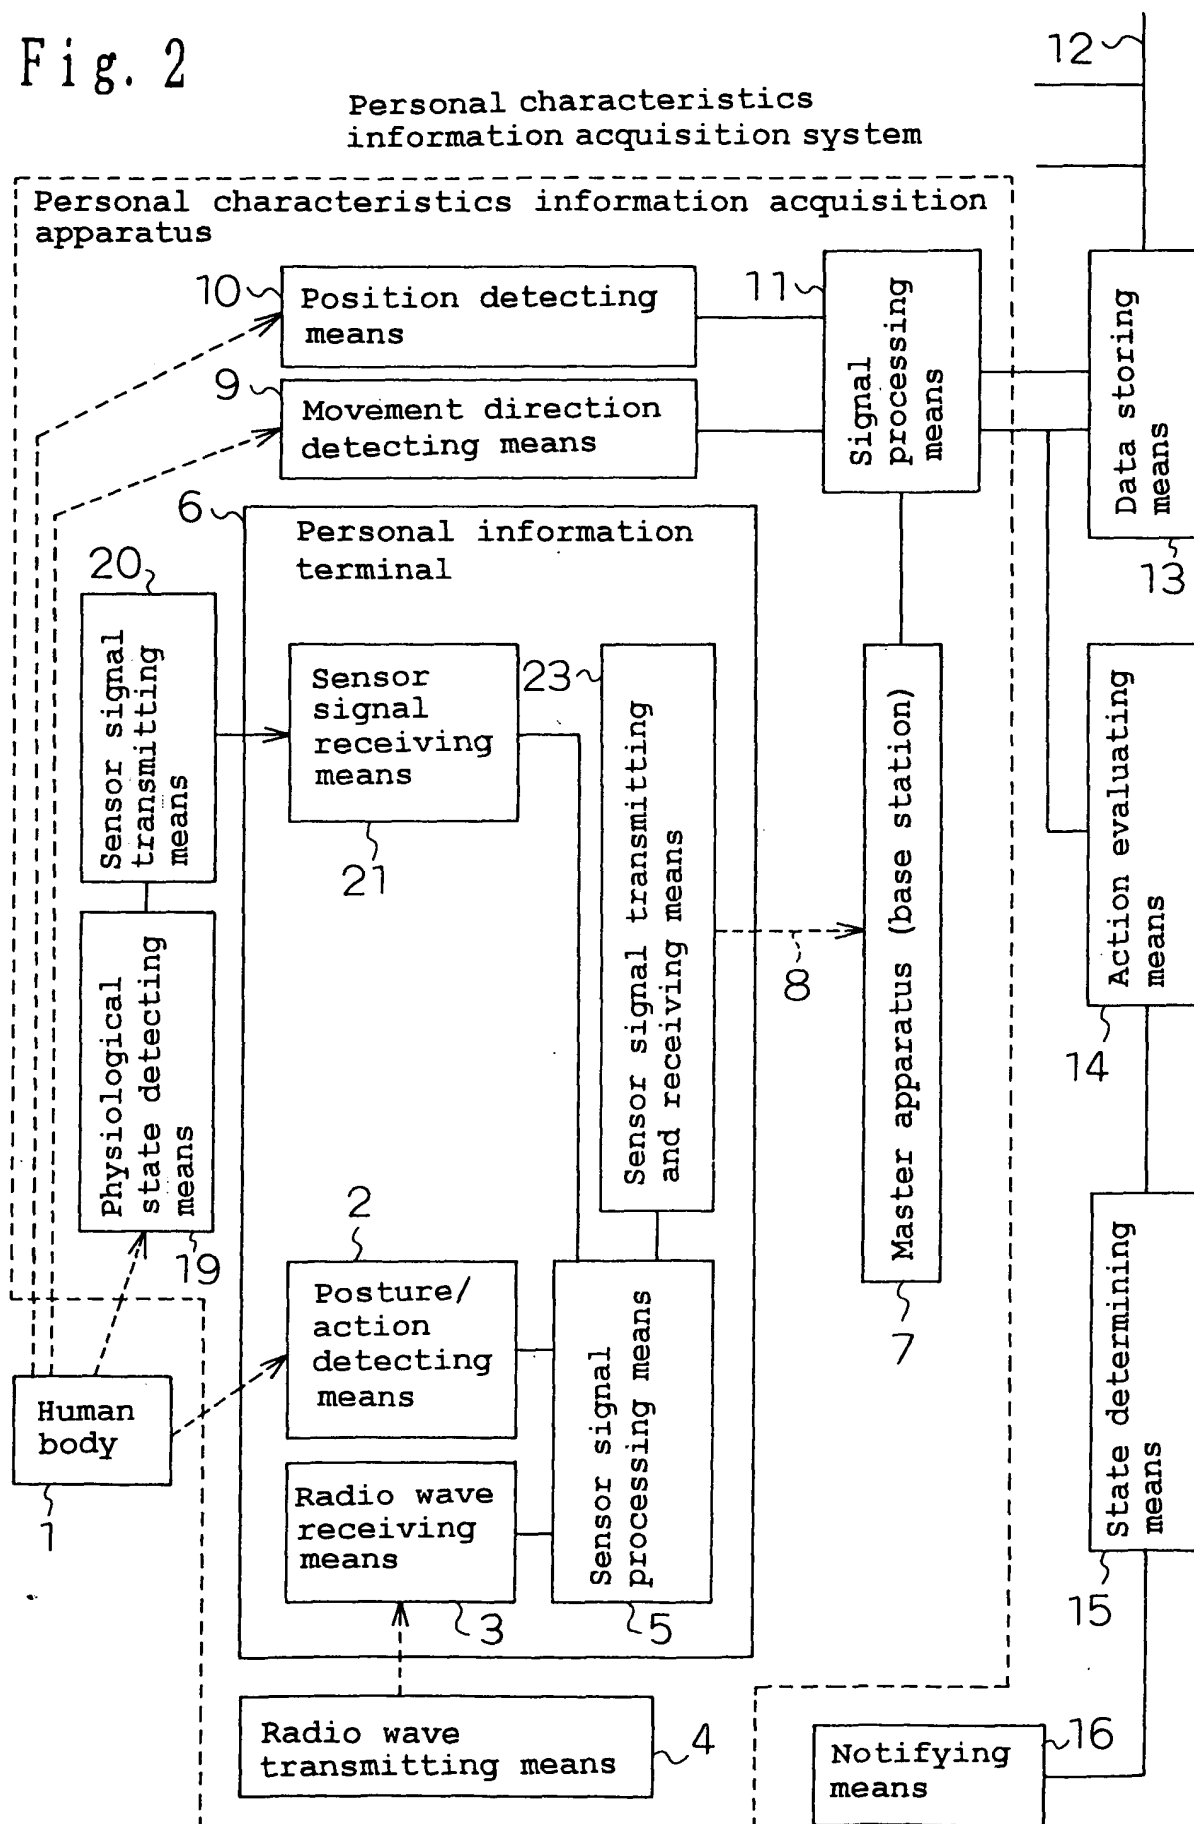 Fig. 2
12
Personal characteristics
information acquisition system
Personal characteristics information acquisition
apparatus
10
Position detecting
means
11
Signal
processing
means
Data storing
means
13
9
Movement direction
detecting means
6
Personal information
terminal
20
Sensor signal
transmitting
means
Sensor
signal
receiving
means
21
23
Sensor signal transmitting
and receiving means
8
Master apparatus (base station)
7
Action evaluating
means
14
Physiological
state detecting
means
19
2
Posture/
action
detecting
means
Human
body
1
Radio wave
receiving
means
3
Sensor signal
processing means
5
State determining
means
15
Radio wave
transmitting means
4
Notifying
means
16